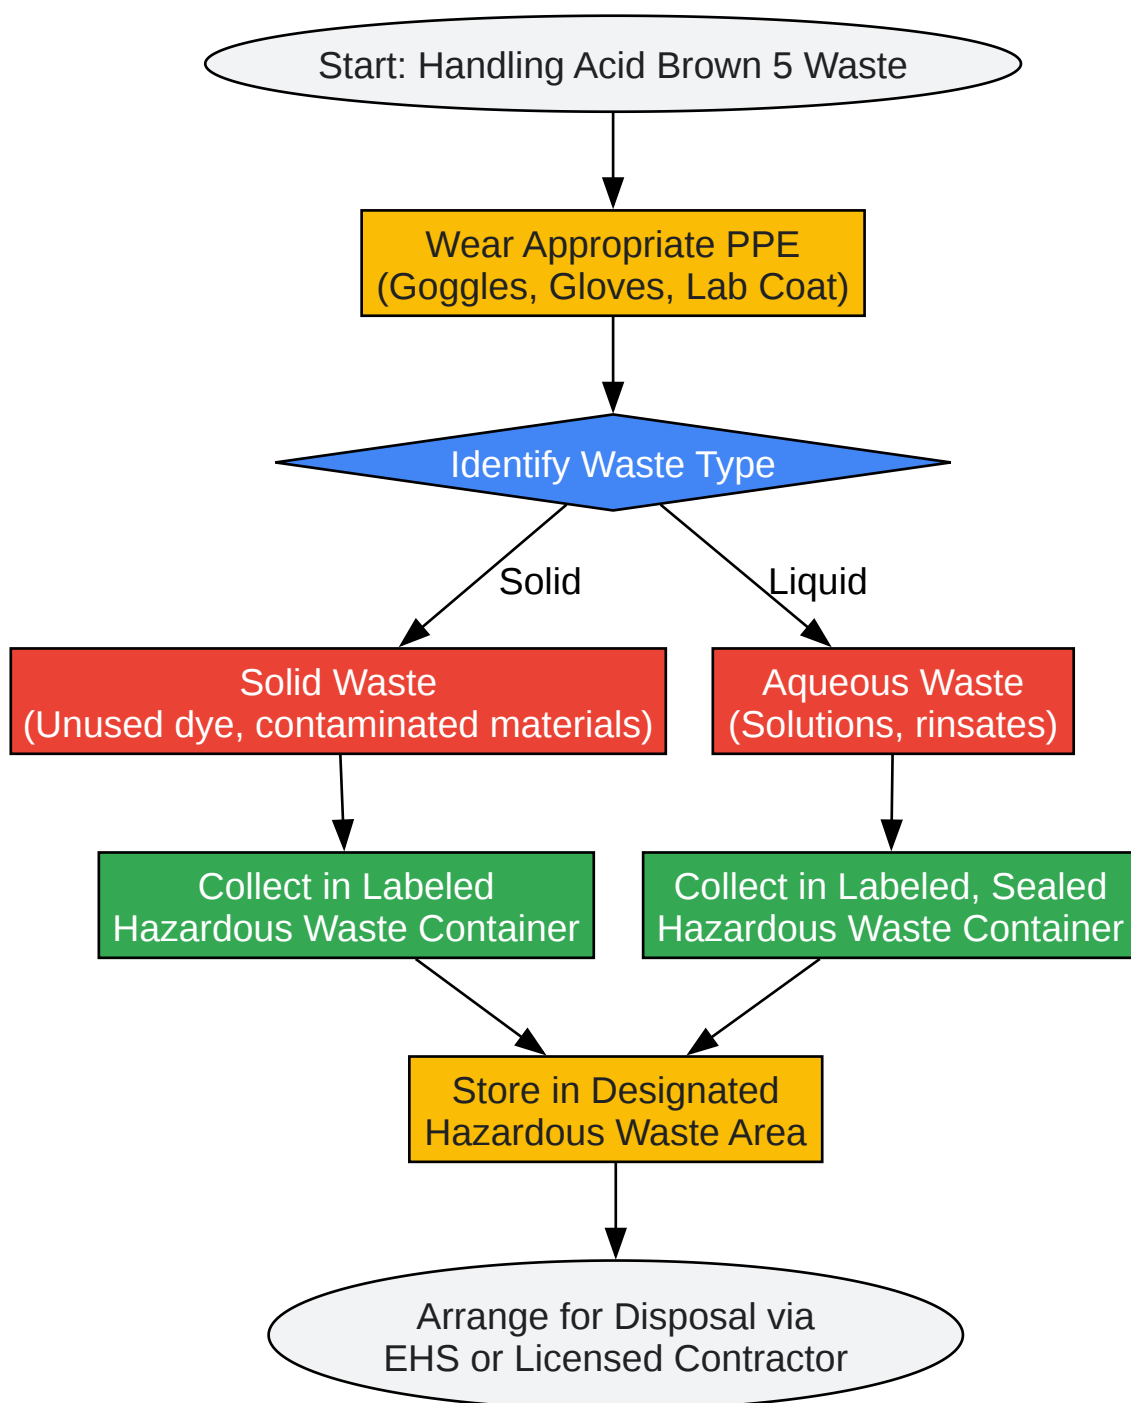 Start: Handling Acid Brown 5 Waste
Wear Appropriate PPE
(Goggles, Gloves, Lab Coat)
Identify Waste Type
Solid
Liquid
Solid Waste
(Unused dye, contaminated materials)
Aqueous Waste
(Solutions, rinsates)
Collect in Labeled
Hazardous Waste Container
Collect in Labeled, Sealed
Hazardous Waste Container
Store in Designated
Hazardous Waste Area
Arrange for Disposal via
EHS or Licensed Contractor